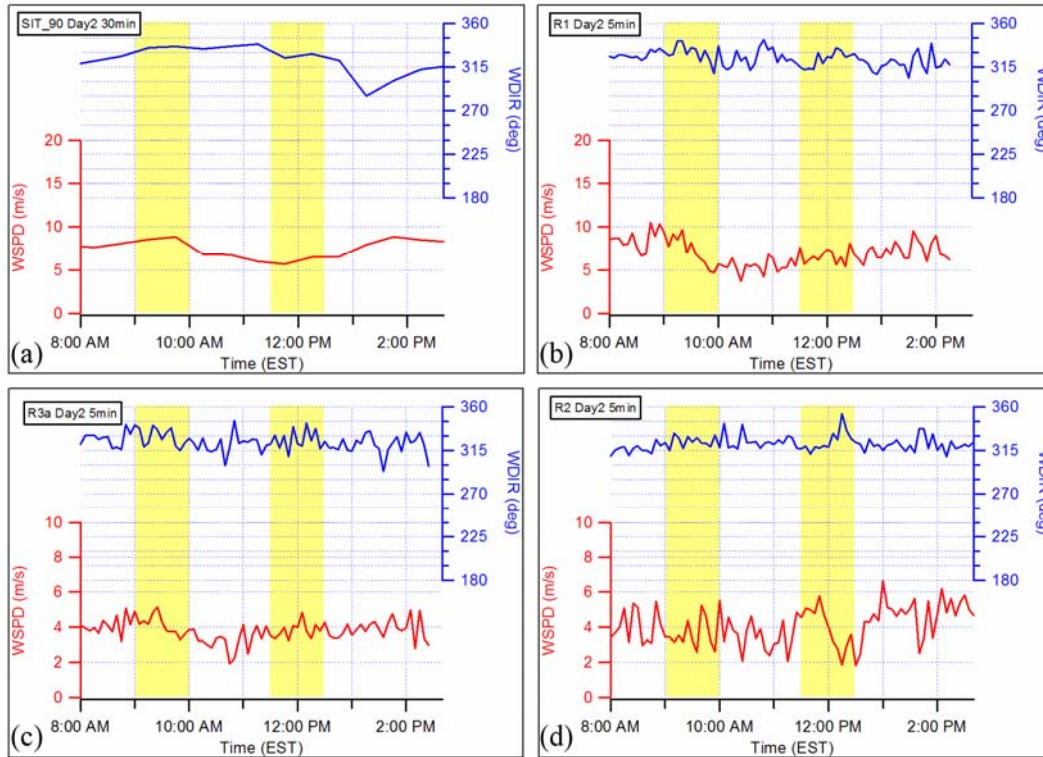 SIT_90 Day2 30min
360
315
270
225
180
WDIR (deg)
20
15
10
5
0
WSPD (m/s)
8:00 AM
10:00 AM
12:00 PM
2:00 PM
Time (EST)
(a)
R1 Day2 5min
360
315
270
225
180
WDIR (deg)
20
15
10
5
0
WSPD (m/s)
8:00 AM
10:00 AM
12:00 PM
2:00 PM
Time (EST)
(b)
R3a Day2 5min
360
315
270
225
180
WDIR (deg)
10
8
6
4
2
0
WSPD (m/s)
8:00 AM
10:00 AM
12:00 PM
2:00 PM
Time (EST)
(c)
R2 Day2 5min
360
315
270
225
180
WDIR (deg)
10
8
6
4
2
0
WSPD (m/s)
8:00 AM
10:00 AM
12:00 PM
2:00 PM
Time (EST)
(d)